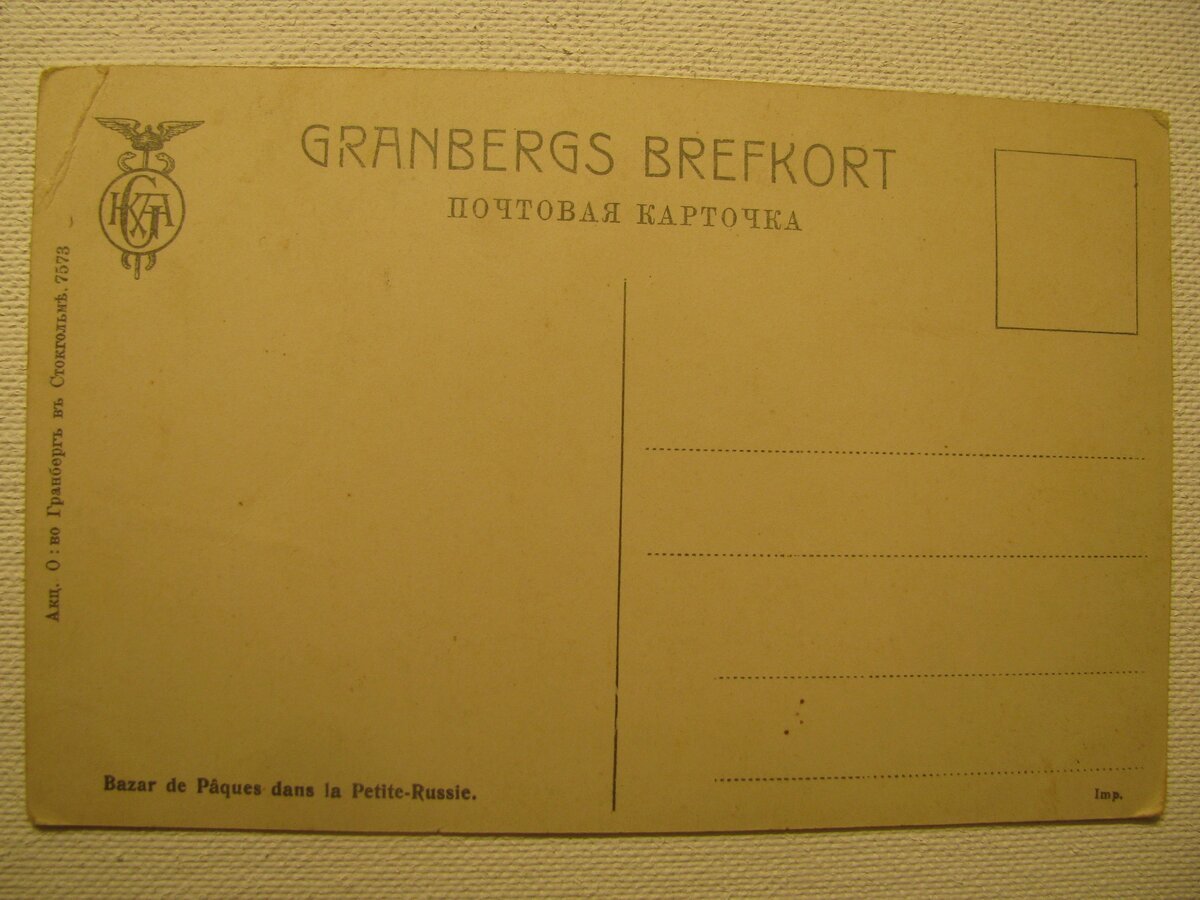 GRANBERGS BREFKORT
ПОЧТОВАЯ КАРТОЧКА
Акц. О:во Гранбергъ въ Стокгольмѣ. 7573
Bazar de Pâques dans la Petite-Russie.
Imp.